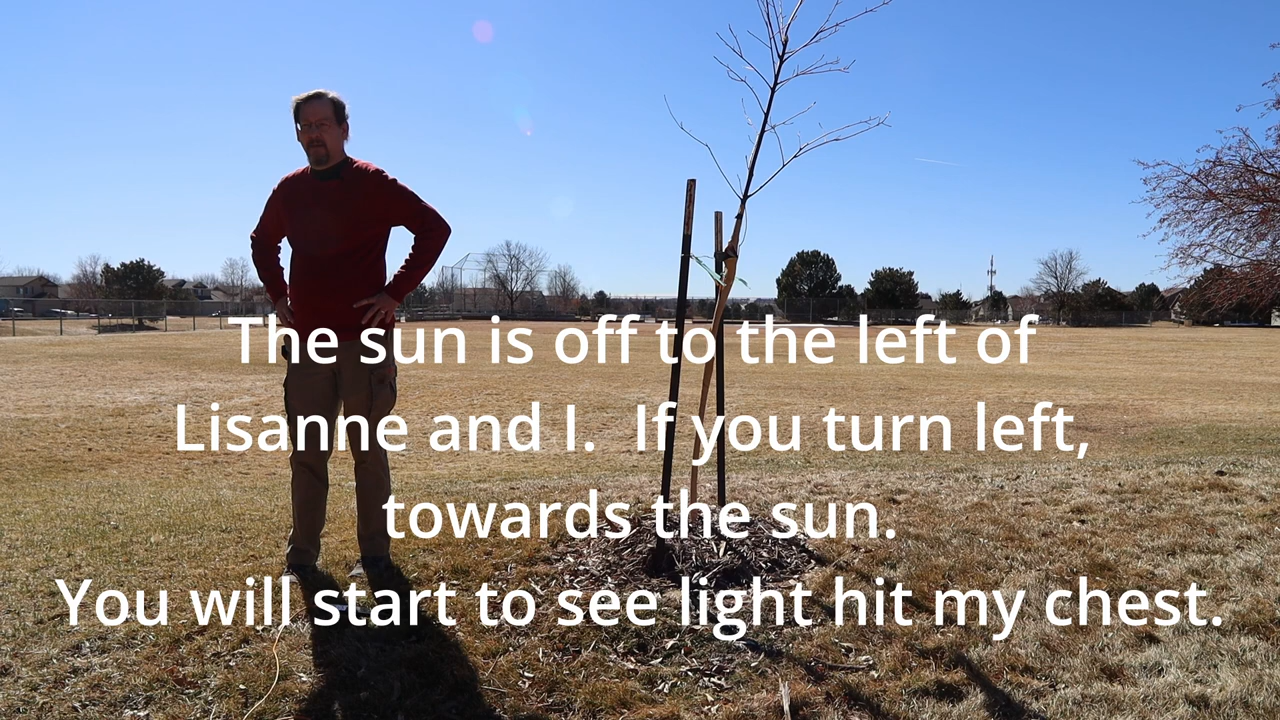 The sun is off to the left of
Lisanne and I.  If you turn left,
towards the sun.
You will start to see light hit my chest.